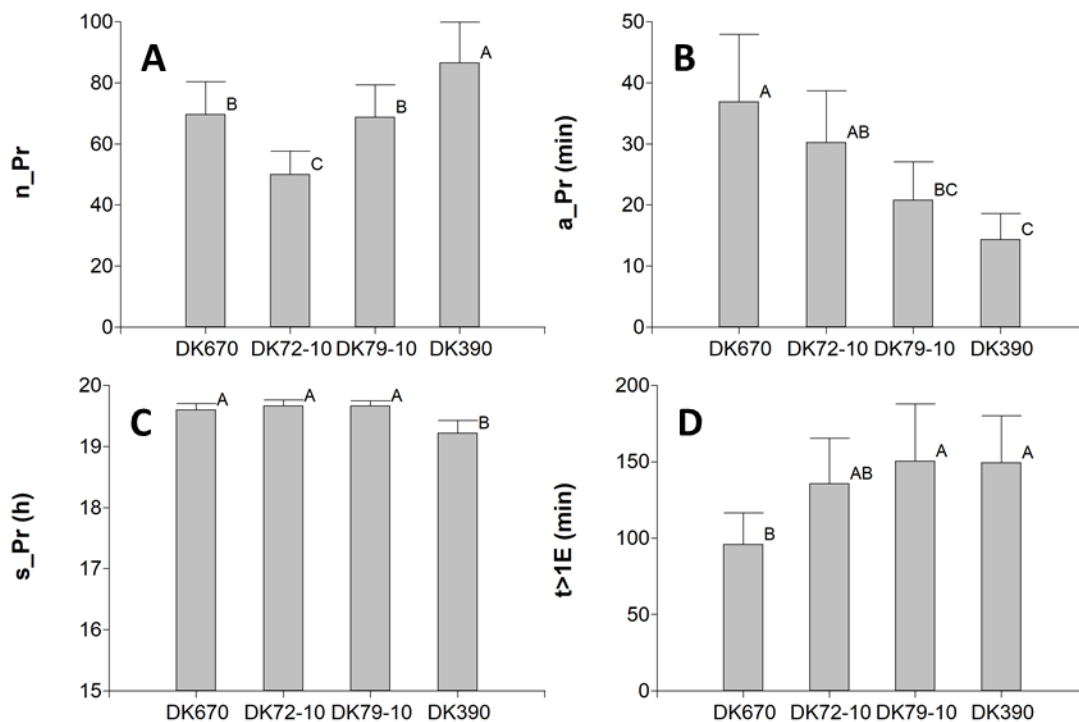 A
n_Pr
100
80
60
40
20
0
B
C
B
A
DK670 DK72-10 DK79-10 DK390
B
a_Pr (min)
50
40
30
20
10
0
A
AB
BC
C
DK670 DK72-10 DK79-10 DK390
C
s_Pr (h)
20
19
18
17
16
15
A
A
A
B
DK670 DK72-10 DK79-10 DK390
D
t>1E (min)
200
150
100
50
0
B
AB
A
A
DK670 DK72-10 DK79-10 DK390